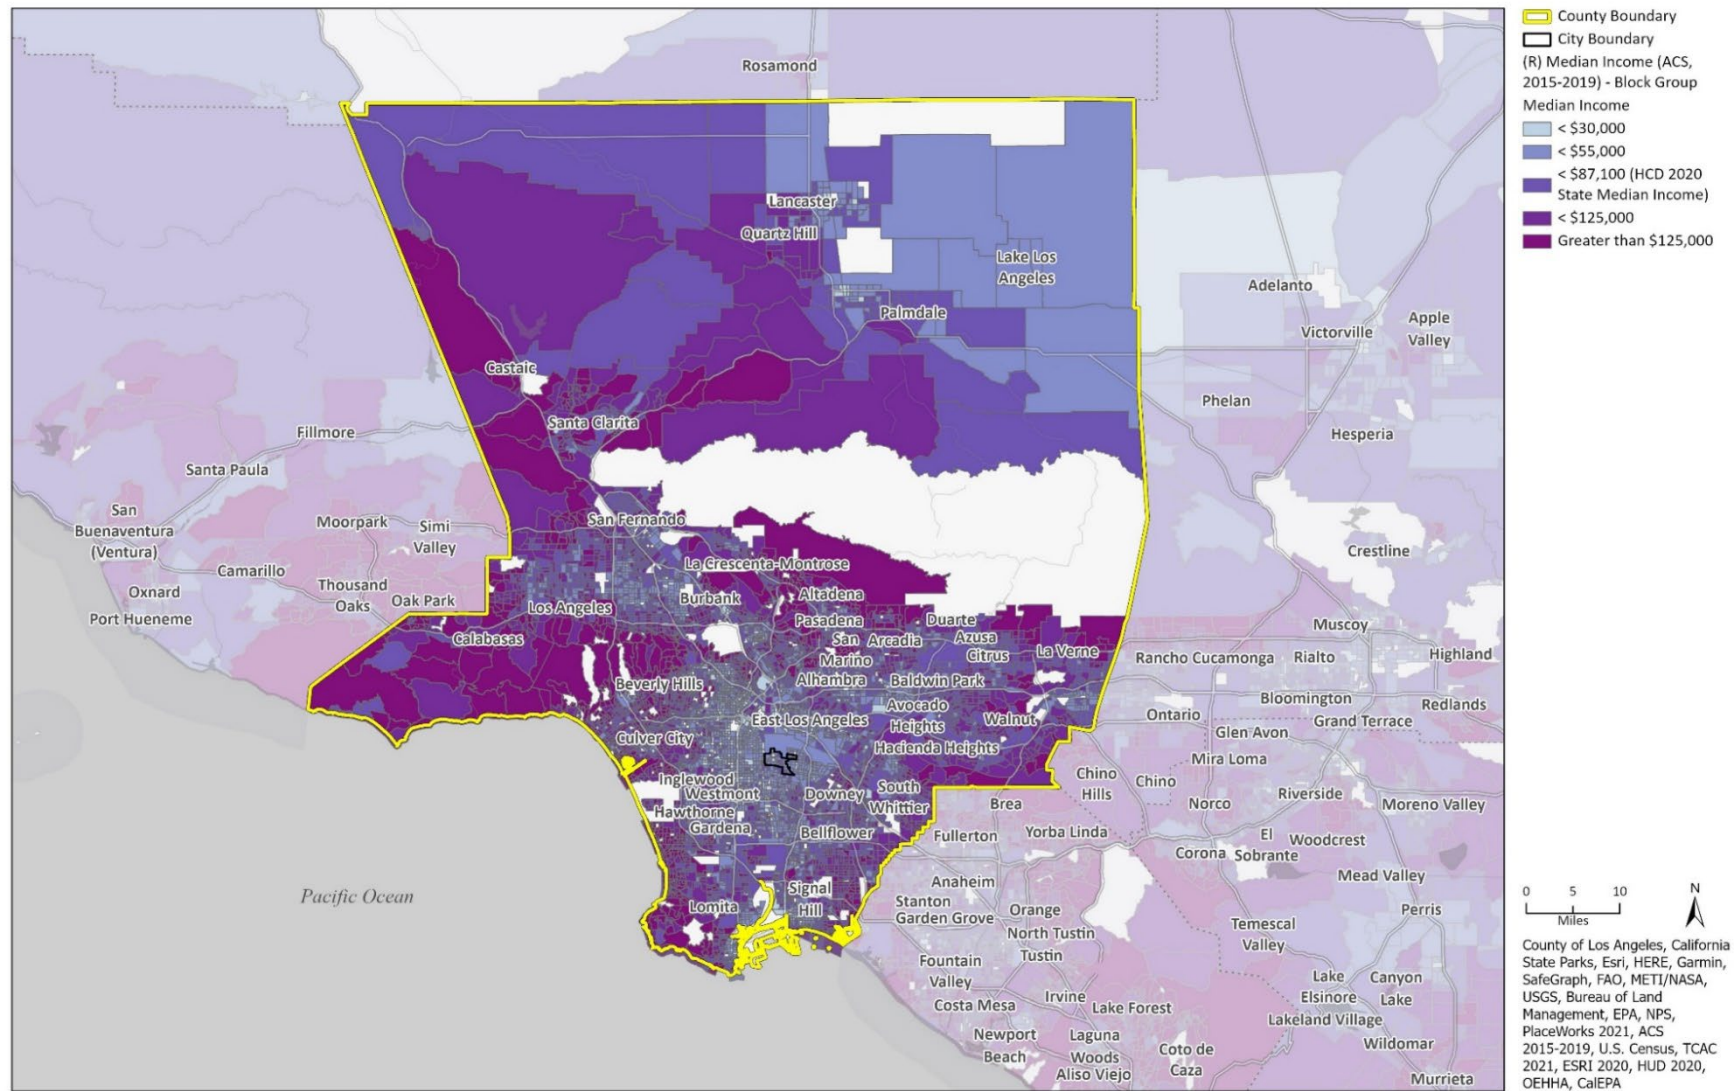 Rosamond
Lancaster
Quartz Hill
Lake Los
Angeles
Adelanto
Palmdale
Victorville
Apple
Valley
Castaic
Phelan
Santa Clarita
Fillmore
Hesperia
Santa Paula
San
Buenaventura
(Ventura)
Moorpark
Simi
Valley
San Fernando
Crestline
La Crescenta-Montrose
Camarillo
Thousand
Oaks
Oak Park
Oxnard
Port Hueneme
Los Angeles
Burbank
Altadena
Pasadena
Duarte
San
Marino
Arcadia
Azusa
Citrus
La Verne
Muscoy
Calabasas
Rancho Cucamonga
Rialto
Highland
Alhambra
Baldwin Park
Beverly Hills
Bloomington
Redlands
East Los Angeles
Avocado
Heights
Walnut
Ontario
Grand Terrace
Glen Avon
Culver City
Hacienda Heights
Mira Loma
Inglewood
Westmont
Downey
South
Whittier
Chino
Hills
Chino
Riverside
Moreno Valley
Hawthorne
Gardena
Bellflower
Brea
Norco
Fullerton
Yorba Linda
El
Sobrante
Woodcrest
Corona
Mead Valley
Anaheim
Signal
Hill
Lomita
Stanton
Garden Grove
Orange
Perris
North Tustin
Tustin
Temescal
Valley
Fountain
Valley
Lake
Elsinore
Canyon
Lake
Costa Mesa
Irvine
Lake Forest
Lakeland Village
Newport
Beach
Laguna
Woods
Aliso Viejo
Coto de
Caza
Wildomar
Murrieta
Pacific Ocean
County Boundary
City Boundary
(R) Median Income (ACS,
2015-2019) - Block Group
Median Income
< $30,000
< $55,000
< $87,100 (HCD 2020
State Median Income)
< $125,000
Greater than $125,000
0 5 10
Miles
N
County of Los Angeles, California
State Parks, Esri, HERE, Garmin,
SafeGraph, FAO, METI/NASA,
USGS, Bureau of Land
Management, EPA, NPS,
PlaceWorks 2021, ACS
2015-2019, U.S. Census, TCAC
2021, ESRI 2020, HUD 2020,
OEHHA, CalEPA